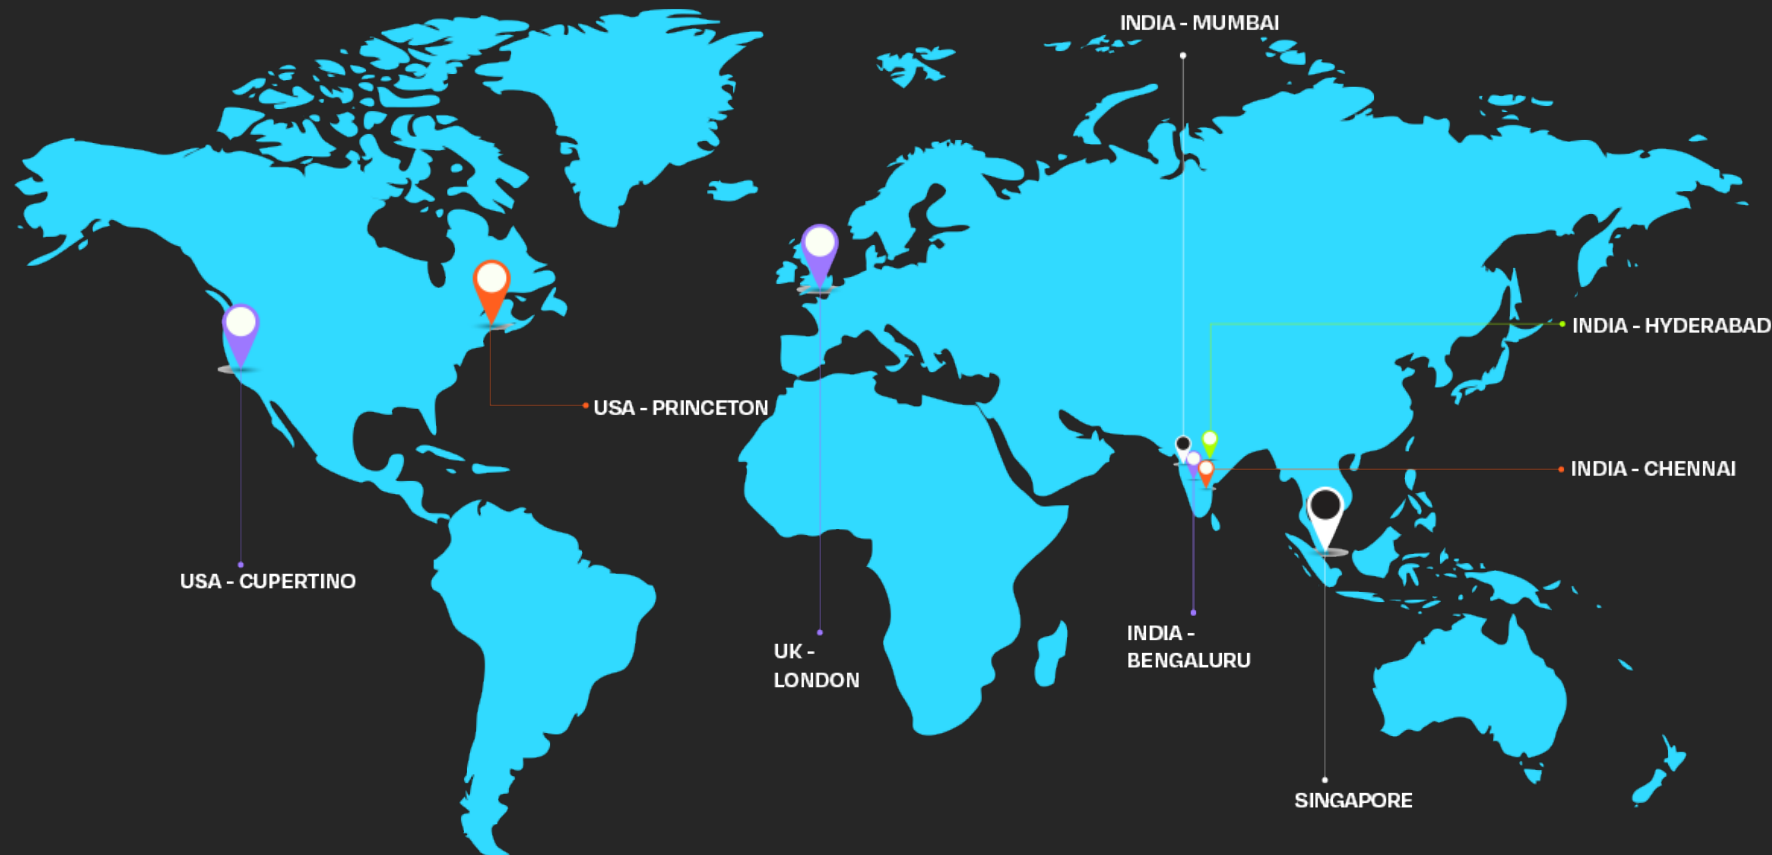 INDIA - MUMBAI
INDIA - HYDERABAD
USA - PRINCETON
INDIA - CHENNAI
USA - CUPERTINO
UK -
LONDON
INDIA -
BENGALURU
SINGAPORE